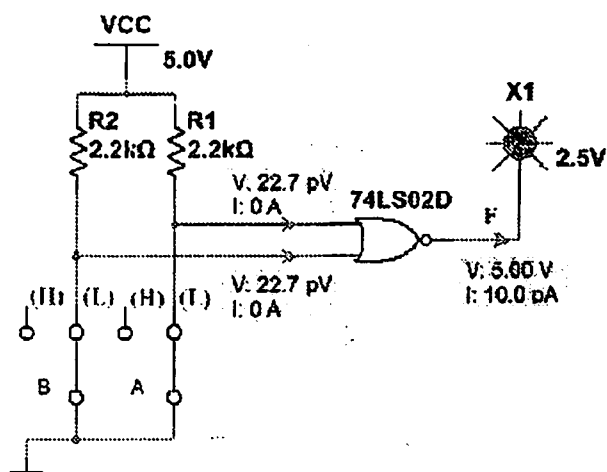 VCC
5.0V
X1
R2
R1
2.2kΩ
2.2kΩ
2.5V
V: 22.7 pV
I: 0 A
74LS02D
F
V: 22.7 pV
I: 0 A
V: 5.00 V
I: 10.0 pA
(H) (L) (H) (L)
B
A